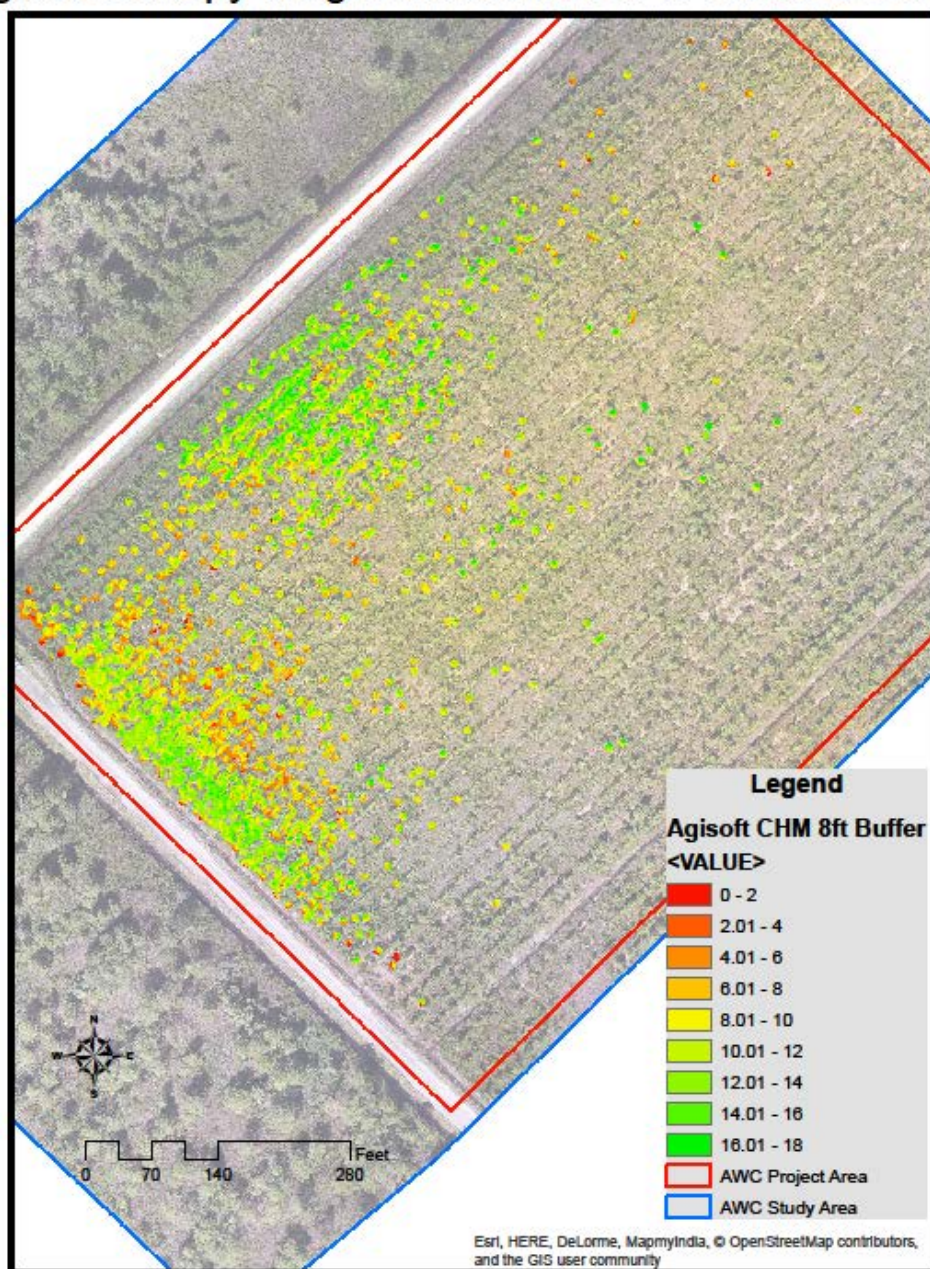 Legend
Agisoft CHM 8ft Buffer
<VALUE>
0 - 2
2.01 - 4
4.01 - 6
6.01 - 8
8.01 - 10
10.01 - 12
12.01 - 14
14.01 - 16
16.01 - 18
AWC Project Area
AWC Study Area
N
W E
S
Feet
0 70 140 280
Esri, HERE, DeLorme, MapmyIndia, © OpenStreetMap contributors,
and the GIS user community